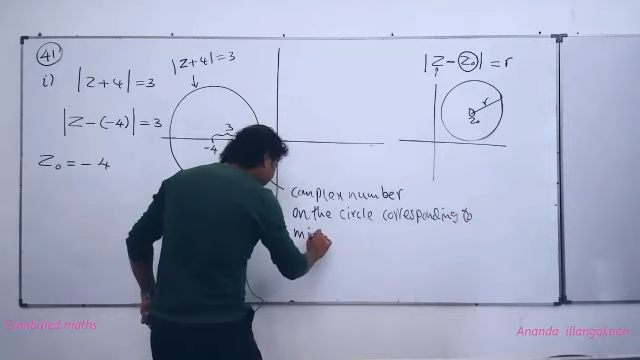 41
i) |z+4|=3
|z-(-4)|=3
z₀=-4
|z+4|=3
3
-4
|z-z₀|=r
r
z₀
complex number
on the circle corresponding to
mi
Combined maths
Ananda illangakoon